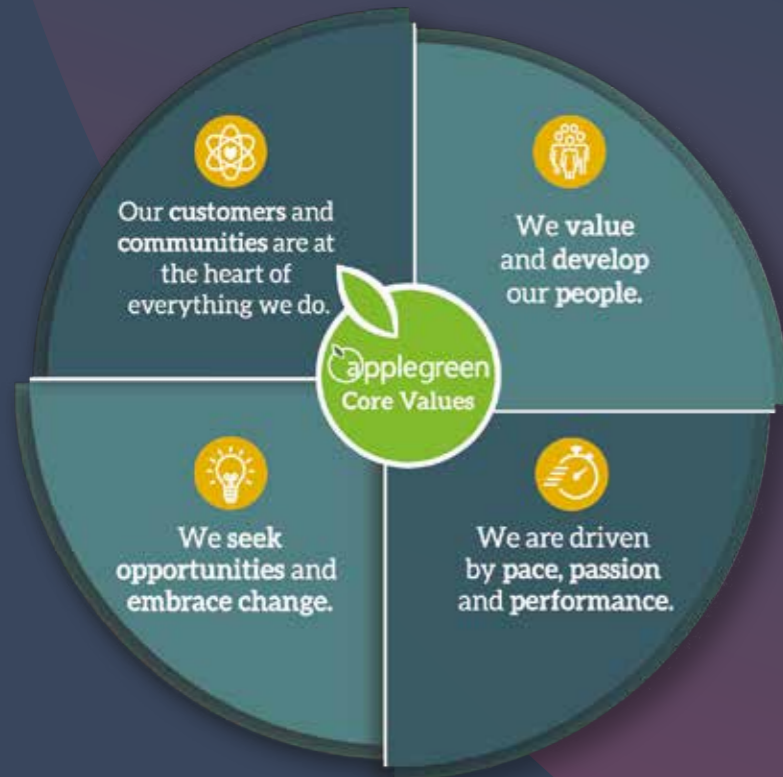 Our customers and
communities are at
the heart of
everything we do.
We value
and develop
our people.
applegreen
Core Values
We seek
opportunities and
embrace change.
We are driven
by pace, passion
and performance.